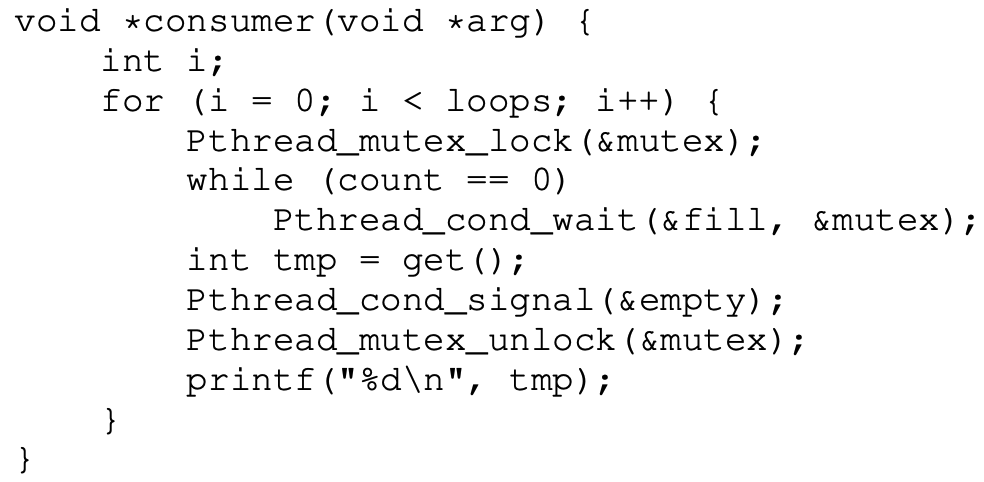 void *consumer(void *arg) {
    int i;
    for (i = 0; i < loops; i++) {
        Pthread_mutex_lock(&mutex);
        while (count == 0)
            Pthread_cond_wait(&fill, &mutex);
        int tmp = get();
        Pthread_cond_signal(&empty);
        Pthread_mutex_unlock(&mutex);
        printf("%d\n", tmp);
    }
}